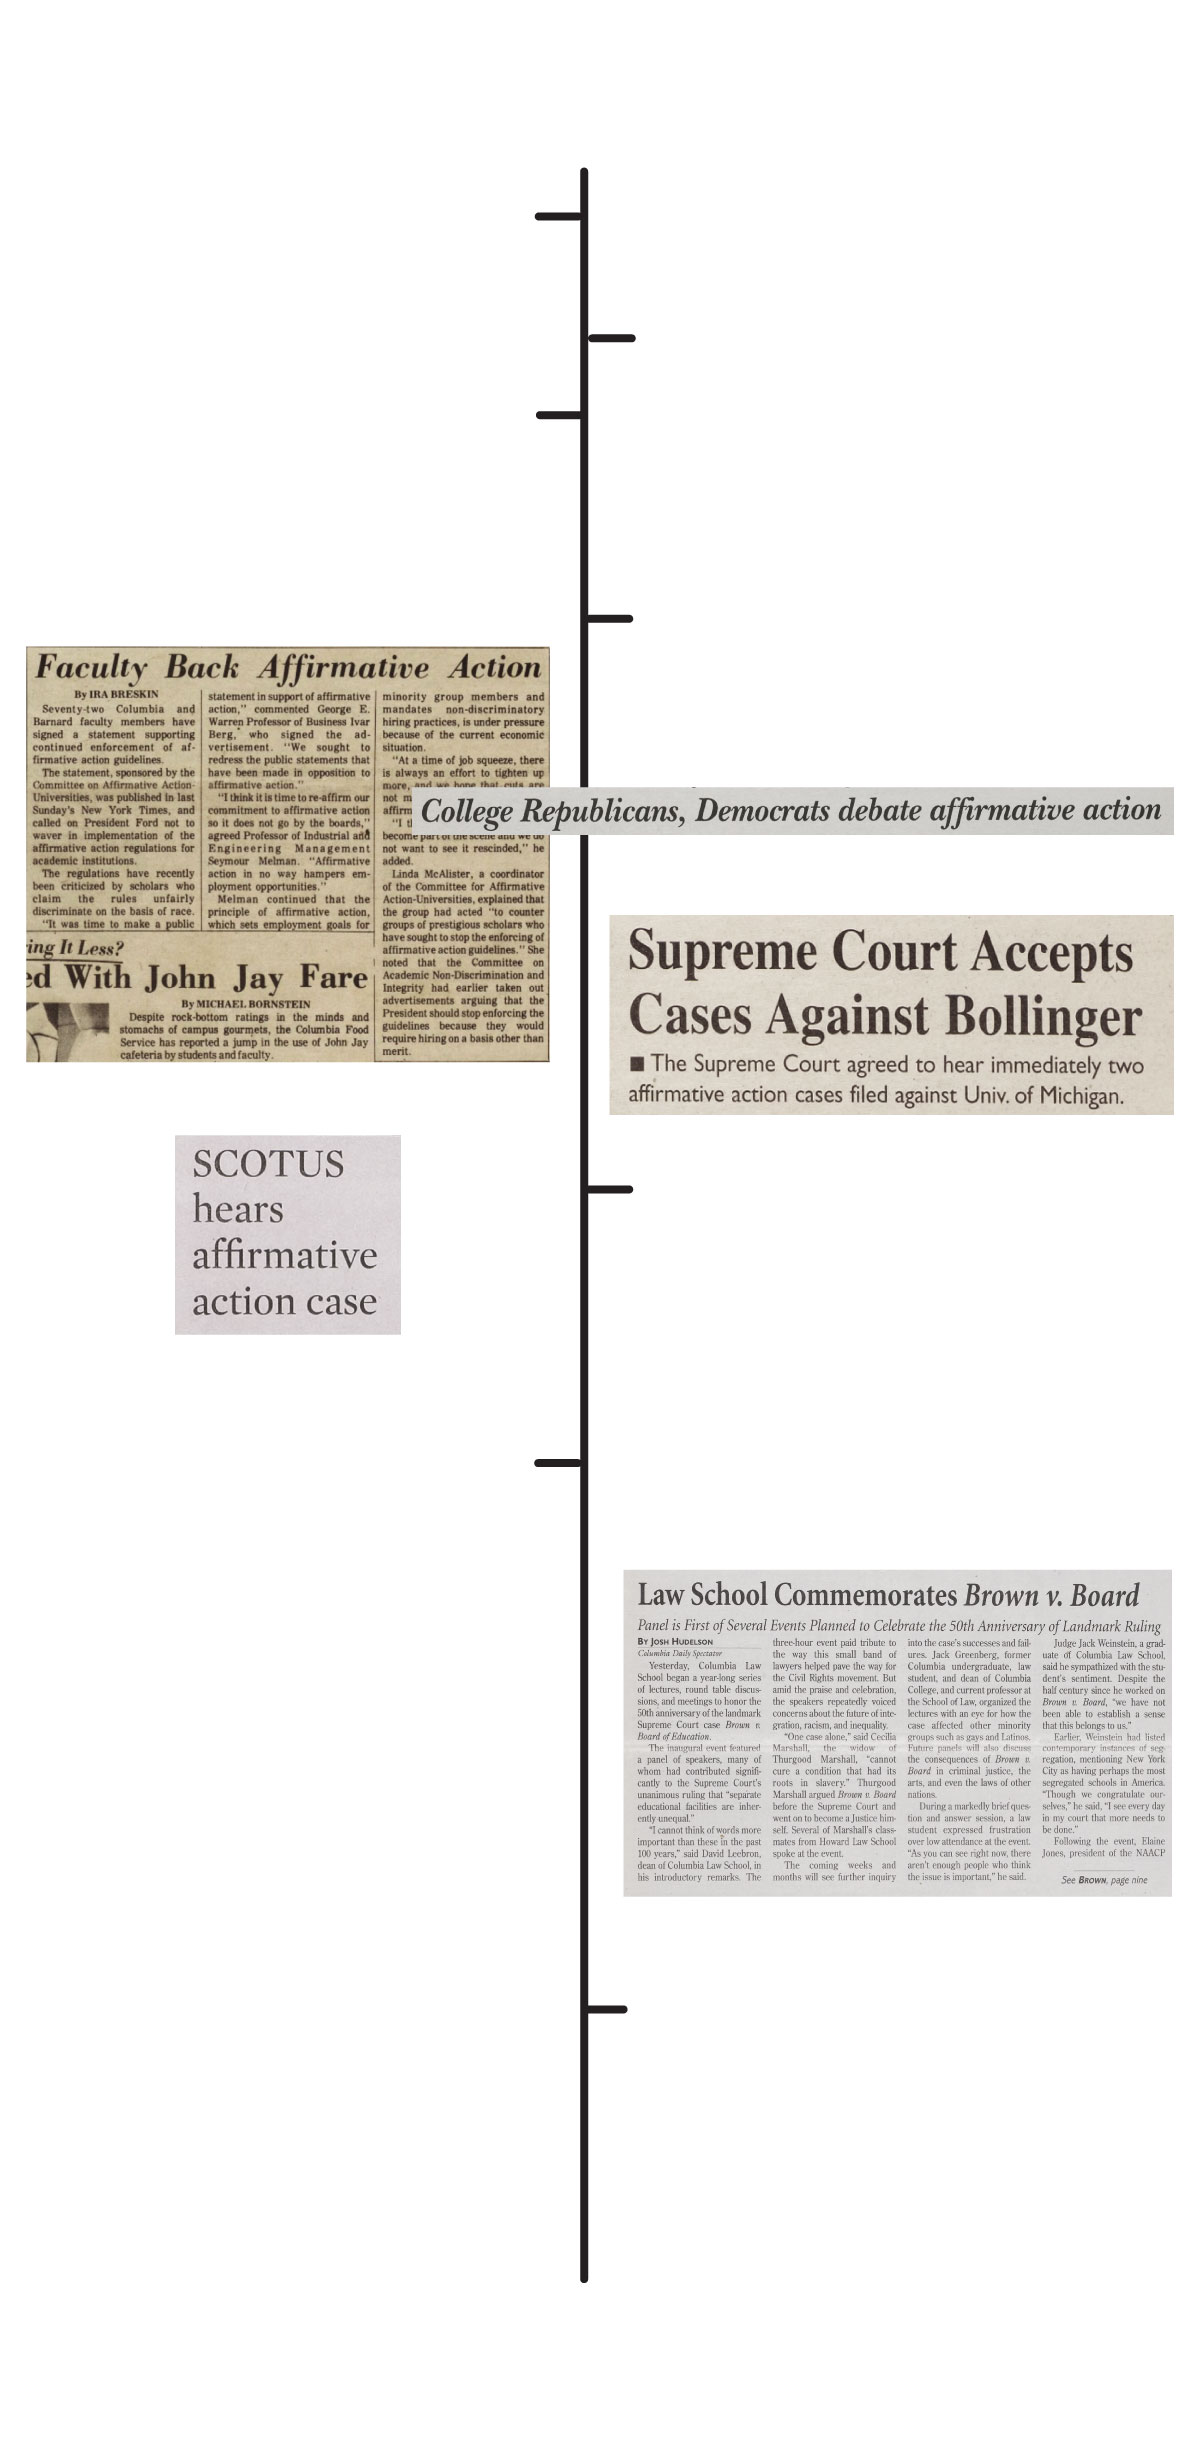 Faculty Back Affirmative Action
By IRA BRESKIN
Seventy-two Columbia and
Barnard faculty members have
signed a statement supporting
continued enforcement of af-
firmative action guidelines.
The statement, sponsored by the
Committee on Affirmative Action-
Universities, was published in last
Sunday's New York Times, and
called on President Ford not to
waver in implementation of the
affirmative action regulations for
academic institutions.
The regulations have recently
been criticized by scholars who
claim the rules unfairly
discriminate on the basis of race.
"It was time to make a public
statement in support of affirmative
action," commented George E.
Warren Professor of Business Ivar
Berg, who signed the ad-
vertisement. "We sought to
redress the public statements that
have been made in opposition to
affirmative action."
"I think it is time to re-affirm our
commitment to affirmative action
so it does not go by the boards,"
agreed Professor of Industrial and
Engineering Management
Seymour Melman. "Affirmative
action in no way hampers em-
ployment opportunities."
Melman continued that the
principle of affirmative action,
which sets employment goals for
minority group members and
mandates non-discriminatory
hiring practices, is under pressure
because of the current economic
situation.
"At a time of job squeeze, there
is always an effort to tighten up
more, and we hope that cuts are
not
"I
become part of the scene and we do
not want to see it rescinded," he
added.
Linda McAlister, a coordinator
of the Committee for Affirmative
Action-Universities, explained that
the group had acted "to counter
groups of prestigious scholars who
have sought to stop the enforcing of
affirmative action guidelines." She
noted that the Committee on
Academic Non-Discrimination and
Integrity had earlier taken out
advertisements arguing that the
President should stop enforcing the
guidelines because they would
require hiring on a basis other than
merit.
ing It Less?
ed With John Jay Fare
By MICHAEL BORNSTEIN
Despite rock-bottom ratings in the minds and
stomachs of campus gourmets, the Columbia Food
Service has reported a jump in the use of John Jay
cafeteria by students and faculty.
College Republicans, Democrats debate affirmative action
Supreme Court Accepts
Cases Against Bollinger
■ The Supreme Court agreed to hear immediately two
affirmative action cases filed against Univ. of Michigan.
SCOTUS
hears
affirmative
action case
Law School Commemorates Brown v. Board
Panel is First of Several Events Planned to Celebrate the 50th Anniversary of Landmark Ruling
BY JOSH HUDELSON
Columbia Daily Spectator
Yesterday, Columbia Law
School began a year-long series
of lectures, round table discus-
sions, and meetings to honor the
50th anniversary of the landmark
Supreme Court case Brown v.
Board of Education.
The inaugural event featured
a panel of speakers, many of
whom had contributed signifi-
cantly to the Supreme Court's
unanimous ruling that "separate
educational facilities are inher-
ently unequal."
"I cannot think of words more
important than these in the past
100 years," said David Leebron,
dean of Columbia Law School, in
his introductory remarks. The
three-hour event paid tribute to
the way this small band of
lawyers helped pave the way for
the Civil Rights movement. But
amid the praise and celebration,
the speakers repeatedly voiced
concerns about the future of inte-
gration, racism, and inequality.
"One case alone," said Cecilia
Marshall, the widow of
Thurgood Marshall, "cannot
cure a condition that had its
roots in slavery." Thurgood
Marshall argued Brown v. Board
before the Supreme Court and
went on to become a Justice him-
self. Several of Marshall's class-
mates from Howard Law School
spoke at the event.
The coming weeks and
months will see further inquiry
into the case's successes and fail-
ures. Jack Greenberg, former
Columbia undergraduate, law
student, and dean of Columbia
College, and current professor at
the School of Law, organized the
lectures with an eye for how the
case affected other minority
groups such as gays and Latinos.
Future panels will also discuss
the consequences of Brown v.
Board in criminal justice, the
arts, and even the laws of other
nations.
During a markedly brief ques-
tion and answer session, a law
student expressed frustration
over low attendance at the event.
"As you can see right now, there
aren't enough people who think
the issue is important," he said.
Judge Jack Weinstein, a grad-
uate of Columbia Law School,
said he sympathized with the stu-
dent's sentiment. Despite the
half century since he worked on
Brown v. Board, "we have not
been able to establish a sense
that this belongs to us."
Earlier, Weinstein had listed
contemporary instances of seg-
regation, mentioning New York
City as having perhaps the most
segregated schools in America.
"Though we congratulate our-
selves," he said, "I see every day
in my court that more needs to
be done."
Following the event, Elaine
Jones, president of the NAACP
See BROWN, page nine